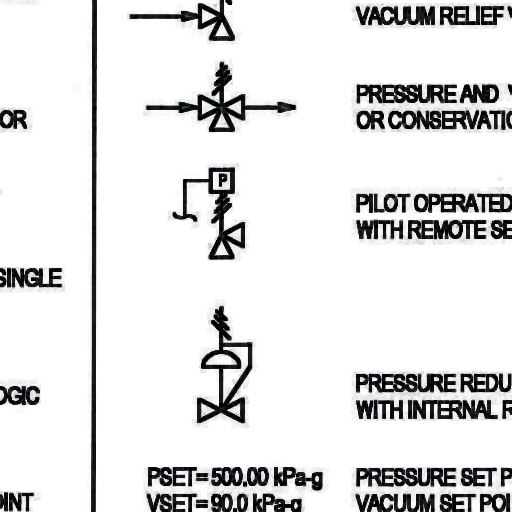 VACUUM RELIEF
PRESSURE AND
OR
OR CONSERVATIO
P
PILOT OPERATED
WITH REMOTE SE
SINGLE
PRESSURE REDU
OGIC
WITH INTERNAL R
PSET=500.00 kPa-g
PRESSURE SET P
OINT
VSET=90.0 kPa-g
VACUUM SET POI